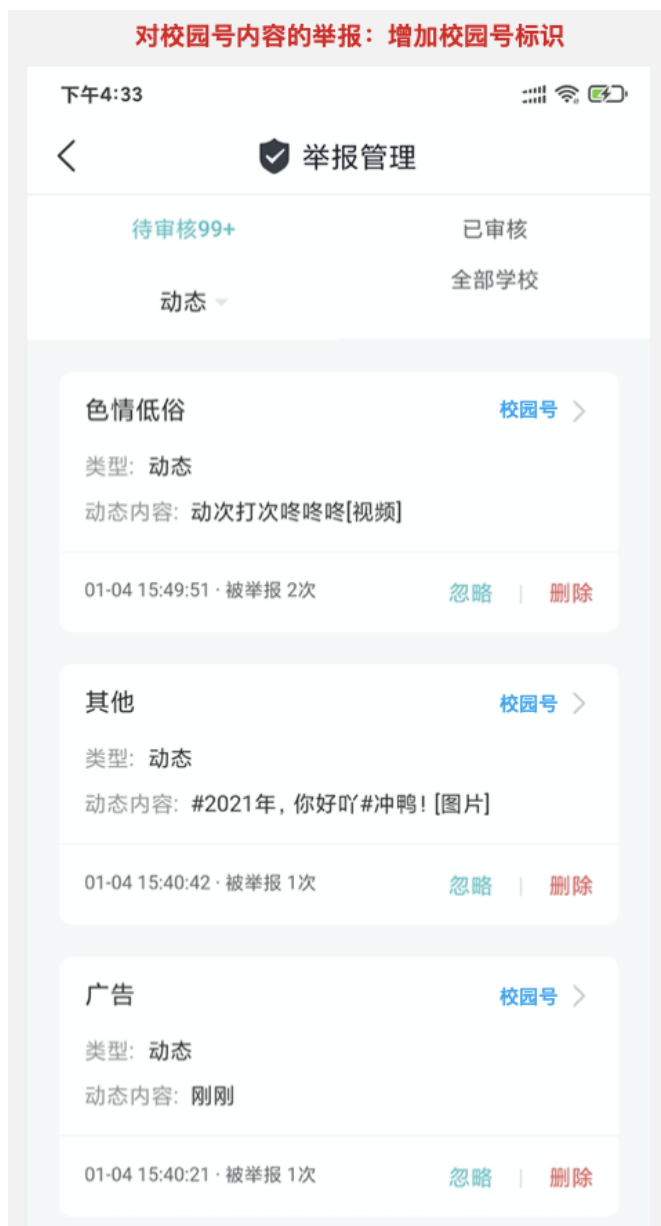 对校园号内容的举报：增加校园号标识
下午4:33
举报管理
待审核99+ 已审核
动态 全部学校
色情低俗 校园号
类型: 动态
动态内容: 动次打次咚咚咚[视频]
01-04 15:49:51 · 被举报 2次 忽略 | 删除
其他 校园号
类型: 动态
动态内容: #2021年, 你好吖#冲鸭! [图片]
01-04 15:40:42 · 被举报 1次 忽略 | 删除
广告 校园号
类型: 动态
动态内容: 刚刚
01-04 15:40:21 · 被举报 1次 忽略 | 删除